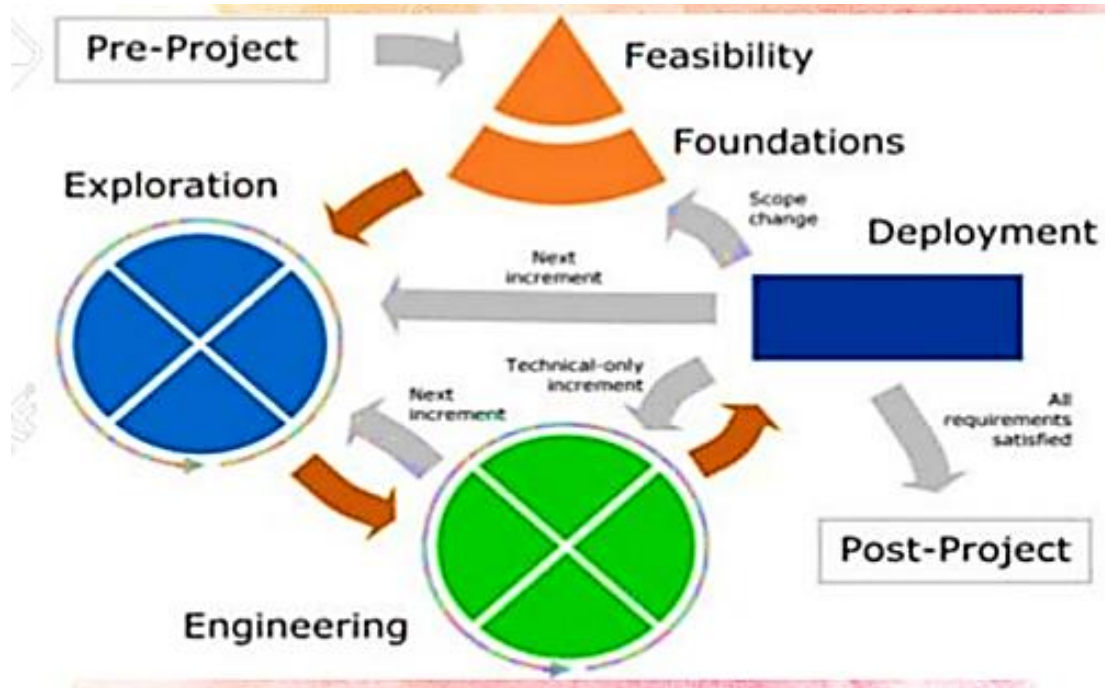 Pre-Project
Feasibility
Foundations
Exploration
Scope
change
Deployment
Next
increment
Technical-only
increment
Next
increment
All
requirements
satisfied
Post-Project
Engineering